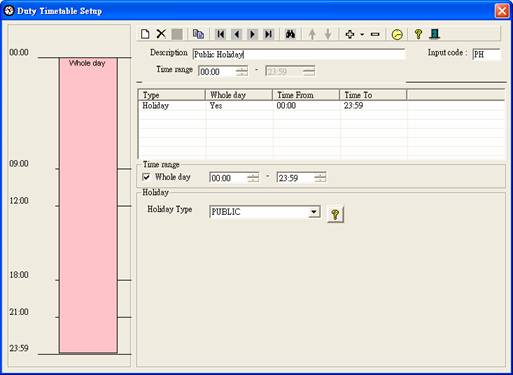 Duty Timetable Setup
Description Public Holiday Input code : PH
Time range : 00:00 - 23:59
Type Whole day Time From Time To
Holiday Yes 00:00 23:59
Time range
Whole day 00:00 - 23:59
Holiday
Holiday Type PUBLIC
00:00
Whole day
09:00
12:00
18:00
21:00
23:59